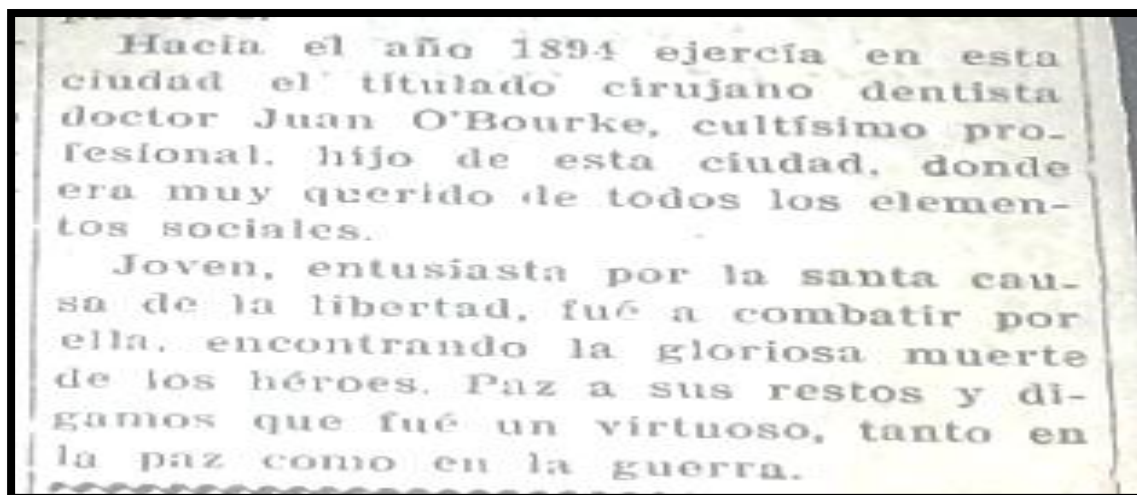 Hacia el año 1894 ejercía en esta
ciudad el titulado cirujano dentista
doctor Juan O'Bourke, cultísimo pro-
fesional, hijo de esta ciudad, donde
era muy querido de todos los elemen-
tos sociales.
Joven, entusiasta por la santa cau-
sa de la libertad, fué a combatir por
ella, encontrando la gloriosa muerte
de los héroes. Paz a sus restos y di-
gamos que fué un virtuoso, tanto en
la paz como en la guerra.